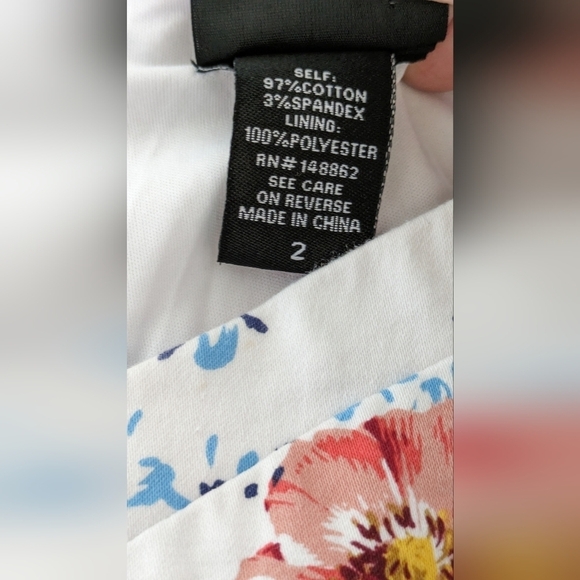 SELF:
97%COTTON
3%SPANDEX
LINING:
100%POLYESTER
RN# 148862
SEE CARE
ON REVERSE
MADE IN CHINA
2